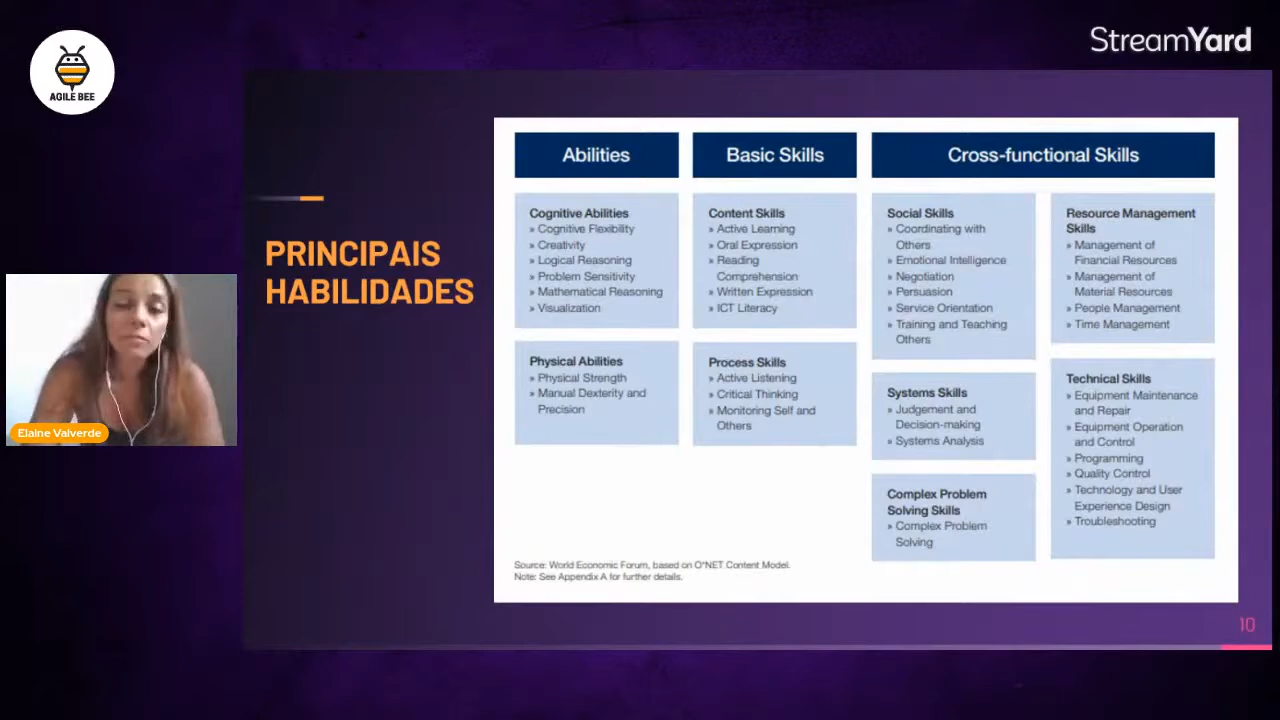 AGILE BEE
StreamYard
PRINCIPAIS
HABILIDADES
Elaine Valverde
Abilities
Cognitive Abilities
» Cognitive Flexibility
» Creativity
» Logical Reasoning
» Problem Sensitivity
» Mathematical Reasoning
» Visualization
Physical Abilities
» Physical Strength
» Manual Dexterity and
Precision
Basic Skills
Content Skills
» Active Learning
» Oral Expression
» Reading
Comprehension
» Written Expression
» ICT Literacy
Process Skills
» Active Listening
» Critical Thinking
» Monitoring Self and
Others
Cross-functional Skills
Social Skills
» Coordinating with
Others
» Emotional Intelligence
» Negotiation
» Persuasion
» Service Orientation
» Training and Teaching
Others
Systems Skills
» Judgement and
Decision-making
» Systems Analysis
Complex Problem
Solving Skills
» Complex Problem
Solving
Resource Management
Skills
» Management of
Financial Resources
» Management of
Material Resources
» People Management
» Time Management
Technical Skills
» Equipment Maintenance
and Repair
» Equipment Operation
and Control
» Programming
» Quality Control
» Technology and User
Experience Design
» Troubleshooting
Source: World Economic Forum, based on O*NET Content Model.
Note: See Appendix A for further details.
10